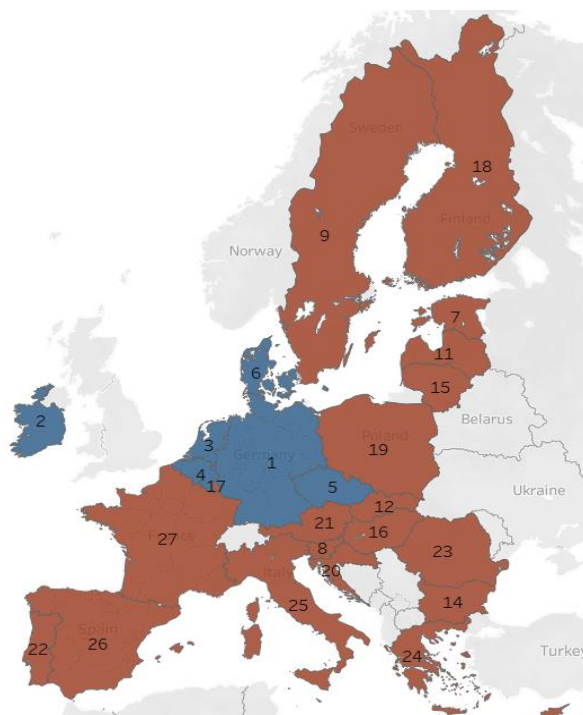 18
Sweden
Finland
9
Norway
7
11
15
Belarus
6
2
3
Germany
1
Poland
19
4
17
5
Ukraine
12
21
16
27
France
8
23
20
Italy
25
14
22
Spain
26
24
Turkey